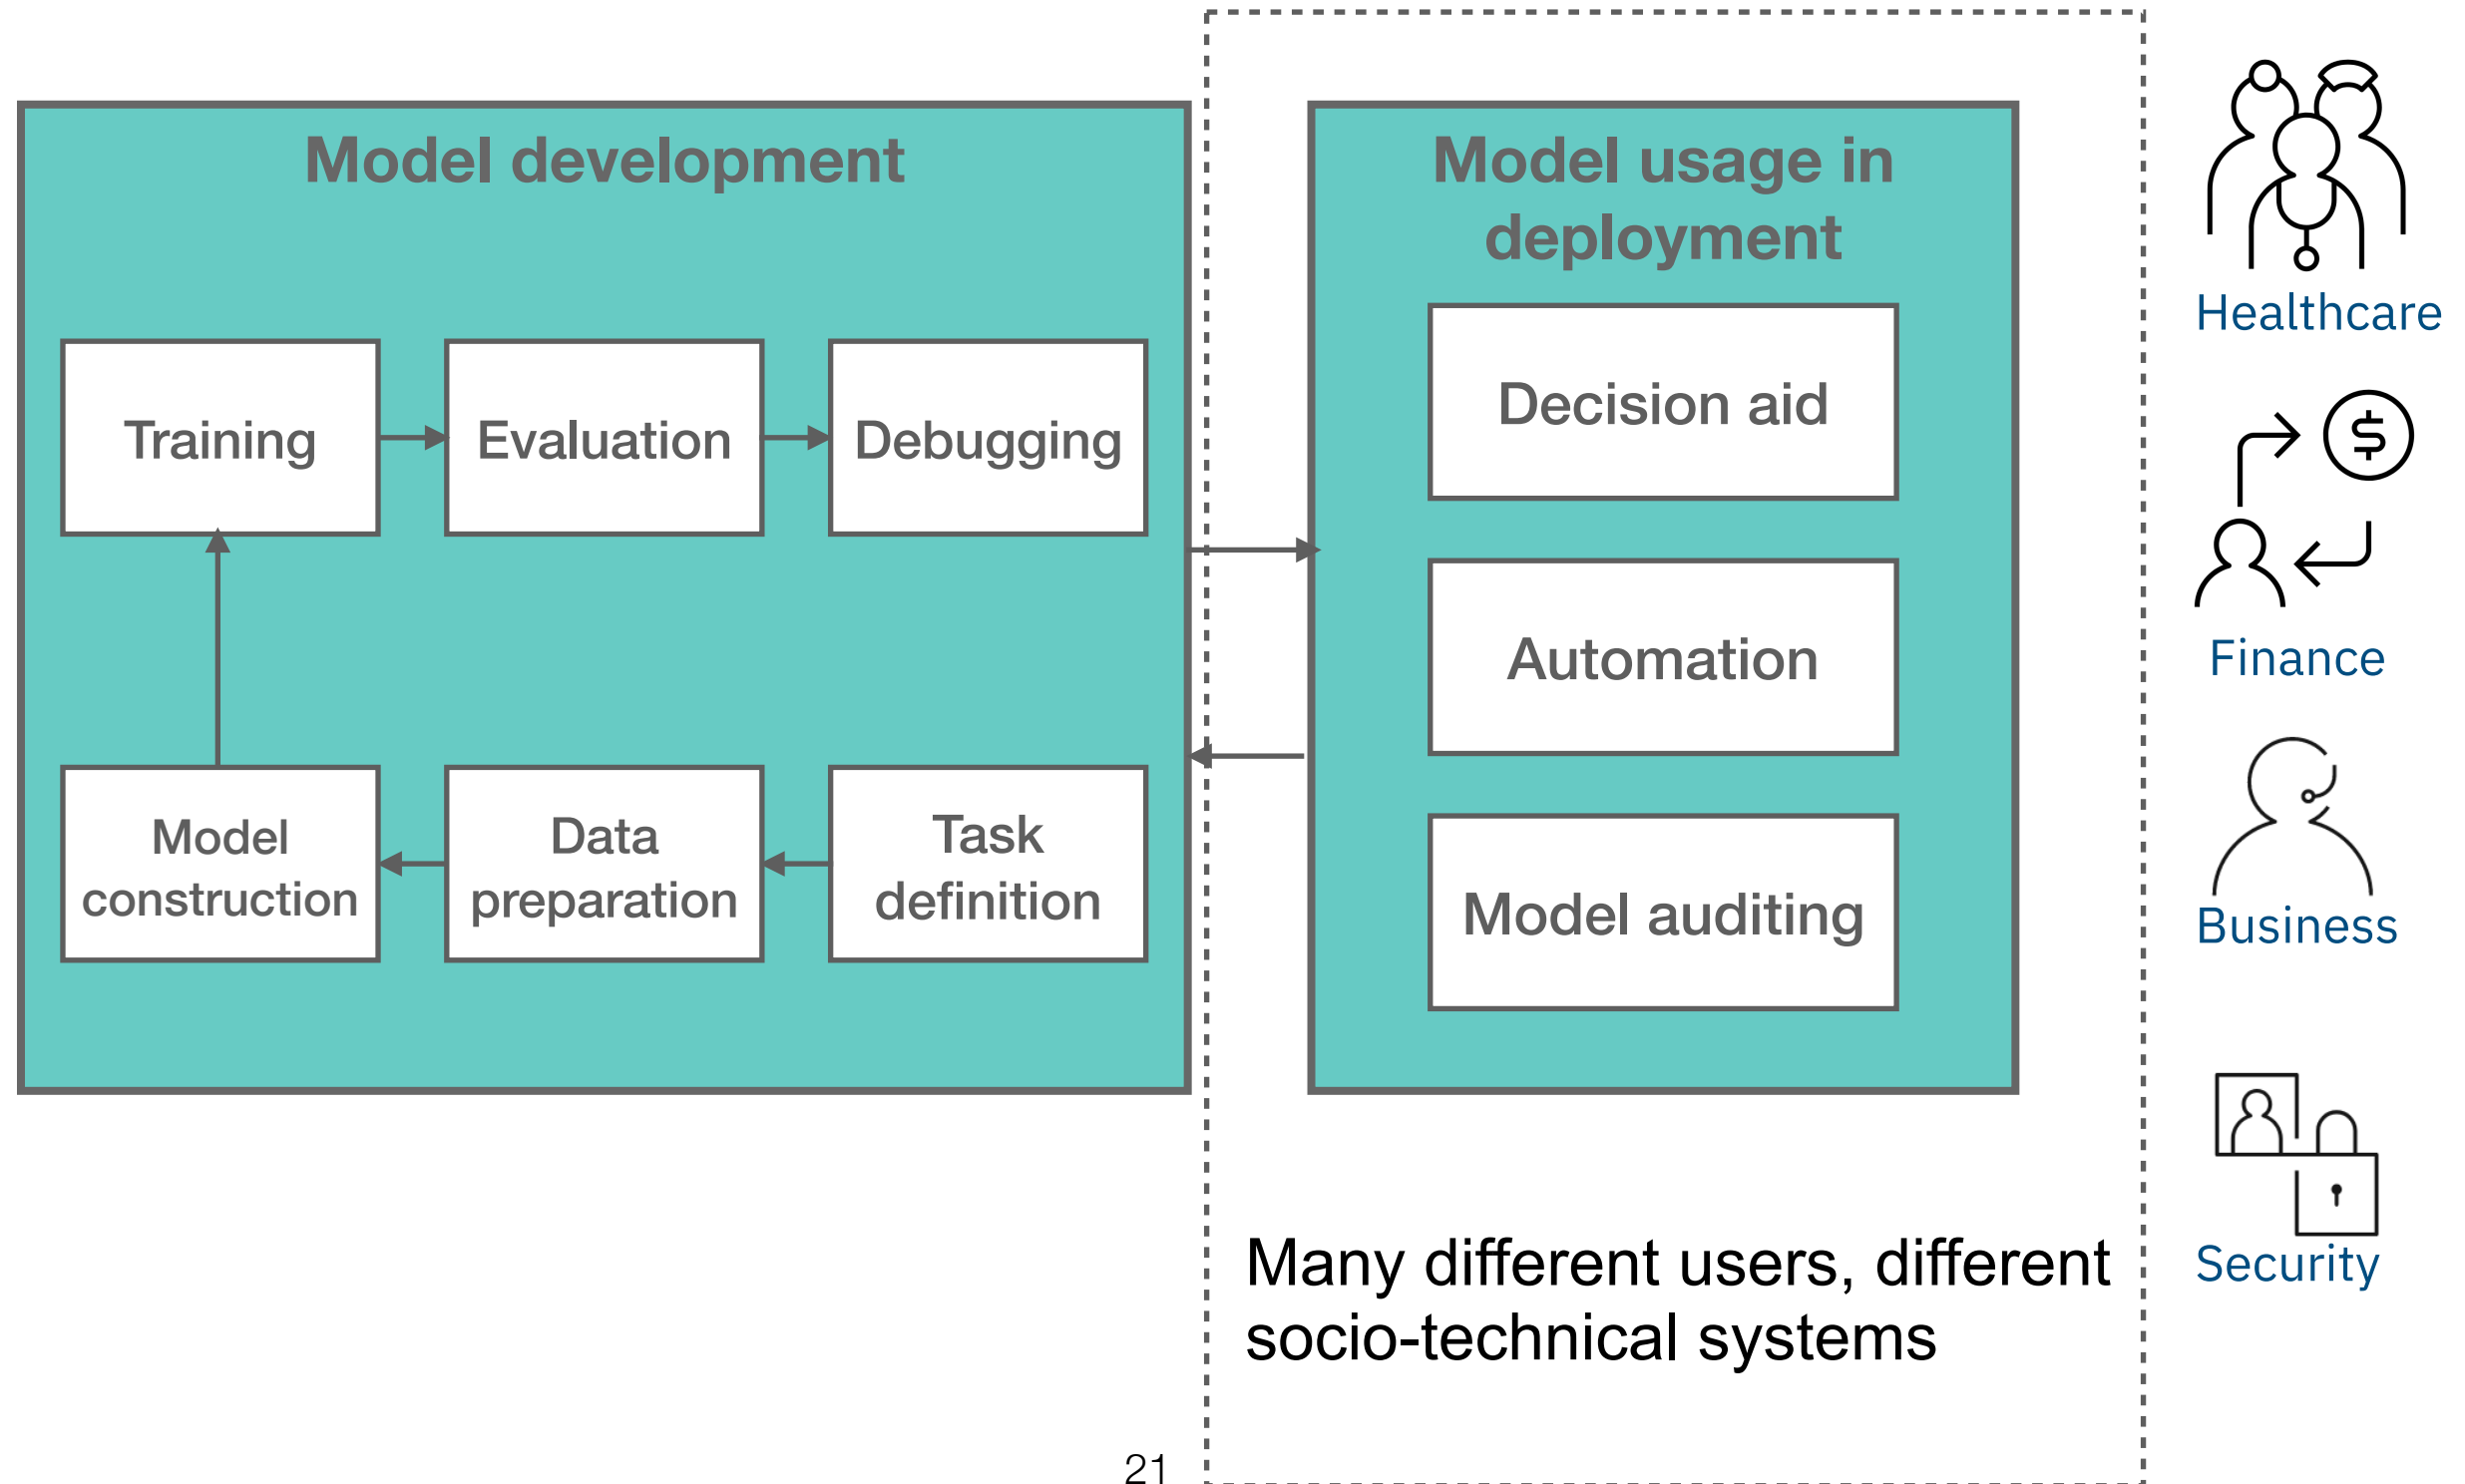 Model development
Training
Evaluation
Debugging
Model
construction
Data
preparation
Task
definition
Model usage in
deployment
Decision aid
Automation
Model auditing
Many different users, different
socio-technical systems
Healthcare
Finance
Business
Security
21